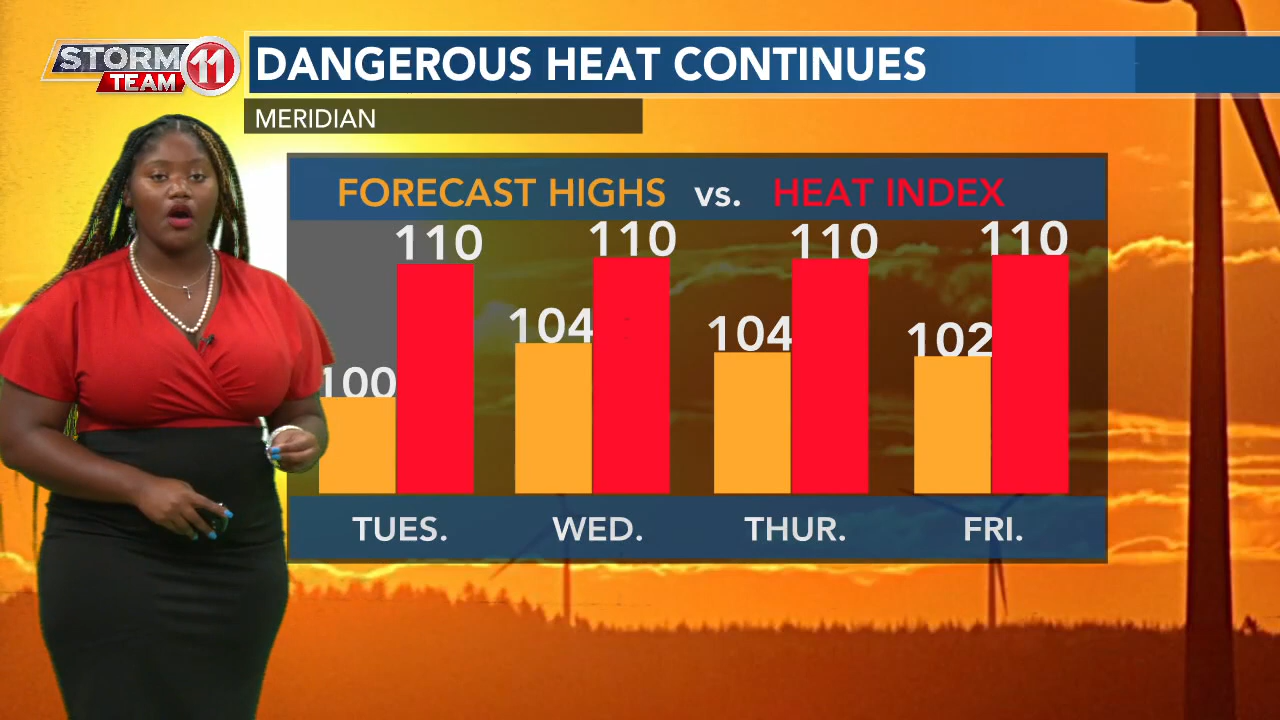 STORM
TEAM
11
DANGEROUS HEAT CONTINUES
MERIDIAN
FORECAST HIGHS vs. HEAT INDEX
110 110 110 110
100 104 104 102
TUES. WED. THUR. FRI.